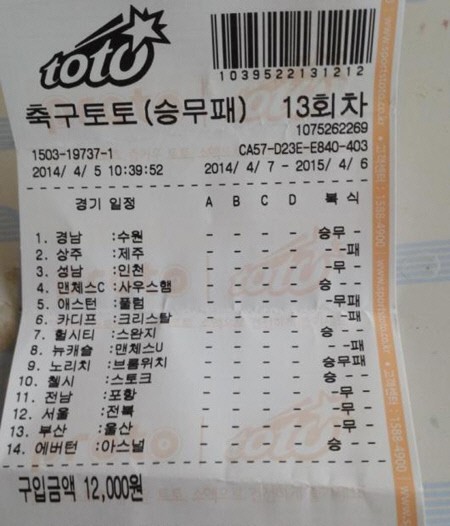 toto
1039522131212
축구토토(승무패) 13회차
1075262269
1503-19737-1 CA57-D23E-E840-403
2014/ 4/ 5 10:39:52 2014/ 4/ 7 - 2015/ 4/ 6
경기 일정 A B C D 복 식
1. 경남 :수원 - - - - 승무 -
2. 상주 :제주 - - - - - -패
3. 성남 :인천 - - - - -무 -
4. 맨체스C :사우스햄 - - - - 승 - -
5. 애스턴 :풀럼 - - - - -무패
6. 카디프 :크리스탈 - - - - - -패
7. 헐시티 :스완지 - - - - 승 - -
8. 뉴캐슬 :맨체스U - - - - - -패
9. 노리치 :브롬위치 - - - - 승무패
10. 첼시 :스토크 - - - - 승 - -
11. 전남 :포항 - - - - -무 -
12. 서울 :전북 - - - - -무 -
13. 부산 :울산 - - - - -무 -
14. 에버턴 :아스널 - - - - 승 - -
구입금액 12,000원